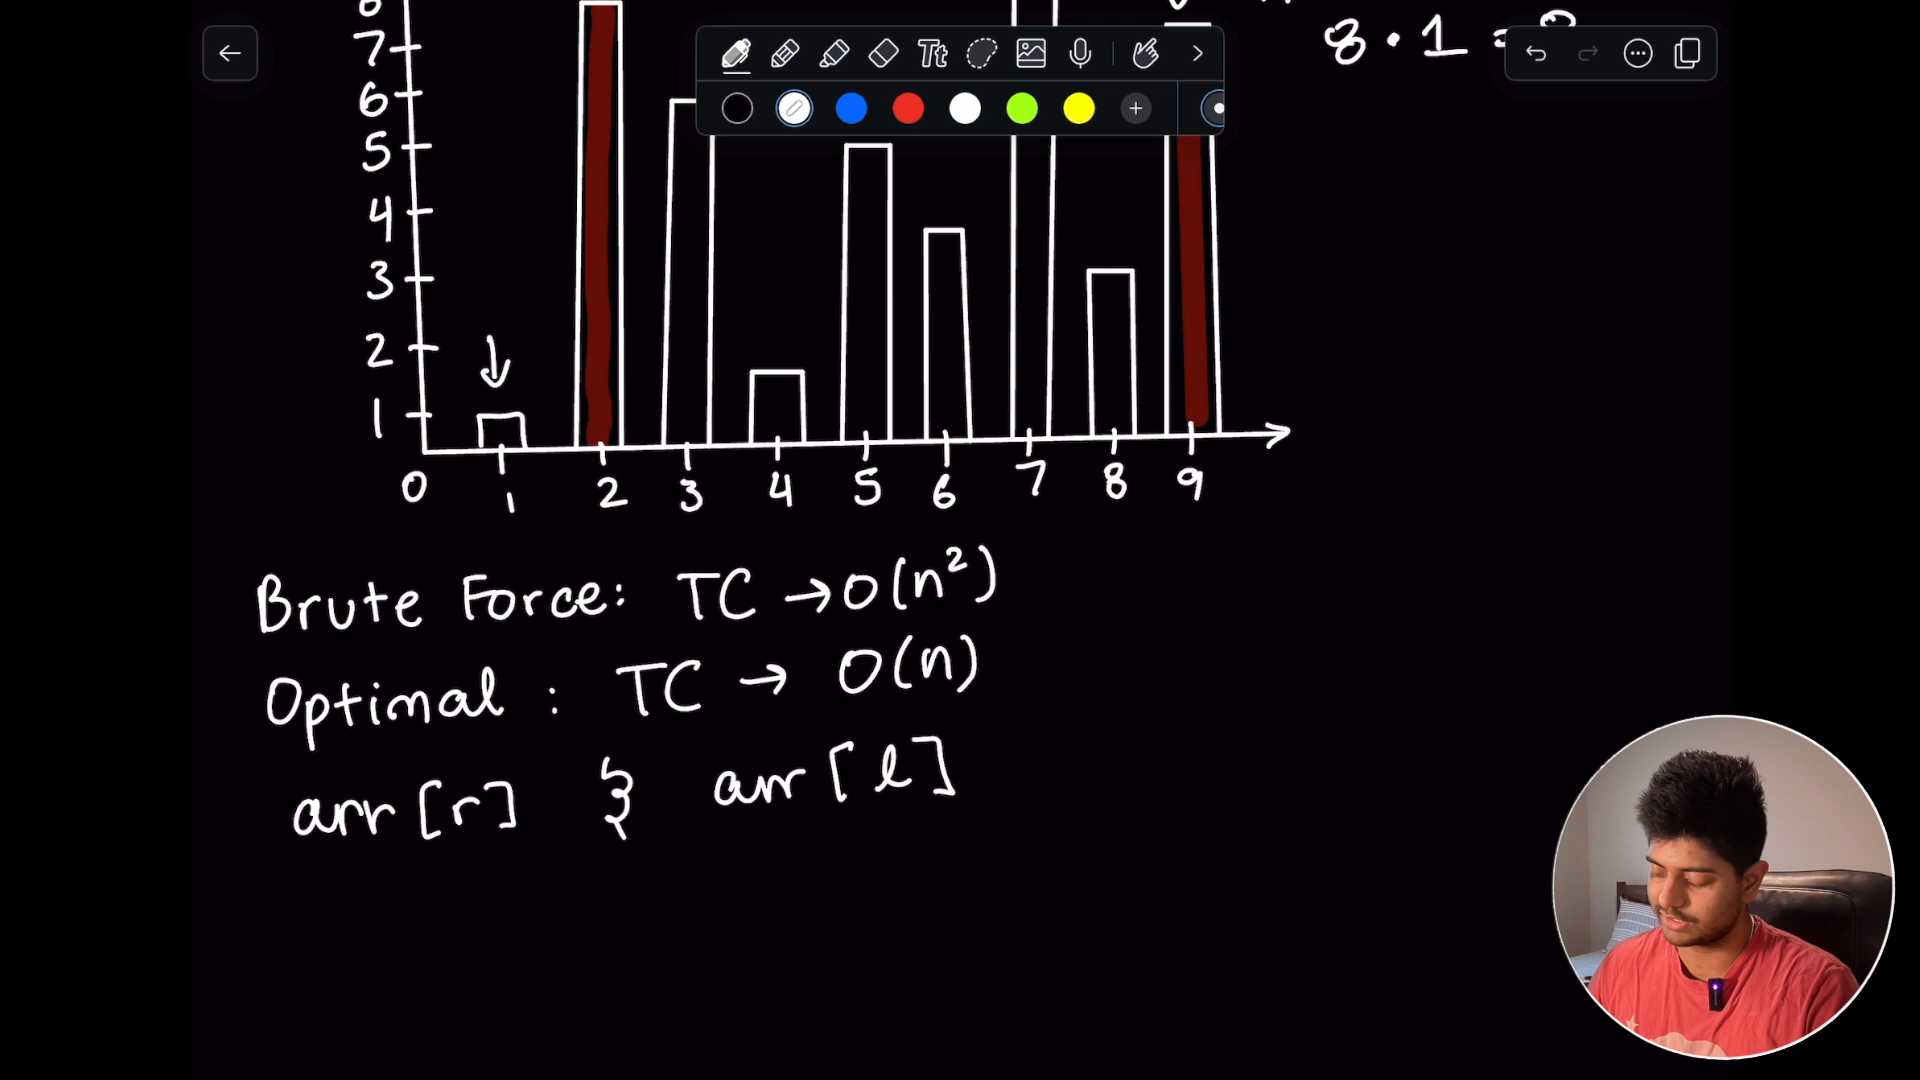 8 · 1 =
7
6
5
4
3
2
1
0 1 2 3 4 5 6 7 8 9
Tt
Brute Force: TC → O(n²)
Optimal : TC → O(n)
arr [r] } arr [l]